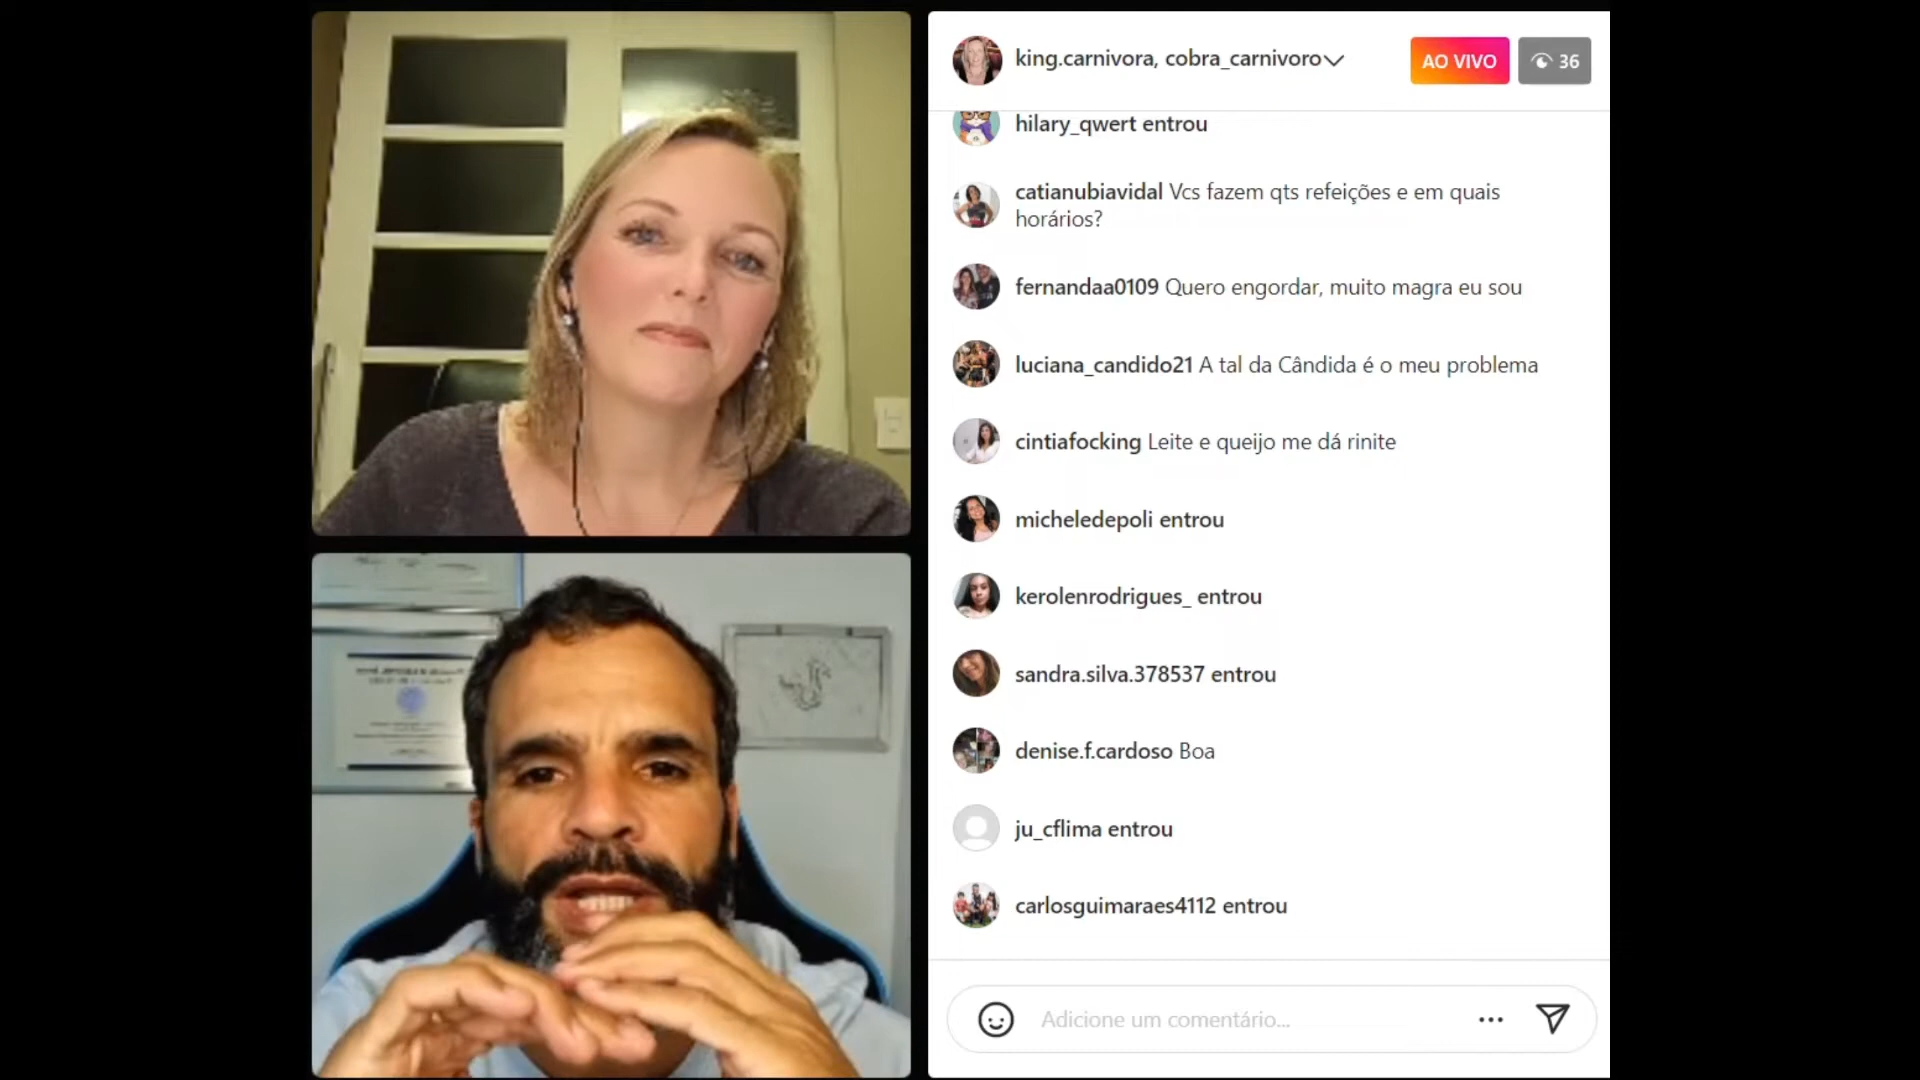 king.carnivora, cobra_carnivoro
AO VIVO
36
hilary_qwert entrou
catianubiavidal Vcs fazem qts refeições e em quais
horários?
fernandaa0109 Quero engordar, muito magra eu sou
luciana_candido21 A tal da Cândida é o meu problema
cintiafocking Leite e queijo me dá rinite
micheledepoli entrou
kerolenrodrigues_ entrou
sandra.silva.378537 entrou
denise.f.cardoso Boa
ju_cflima entrou
carlosguimaraes4112 entrou
Adicione um comentário...